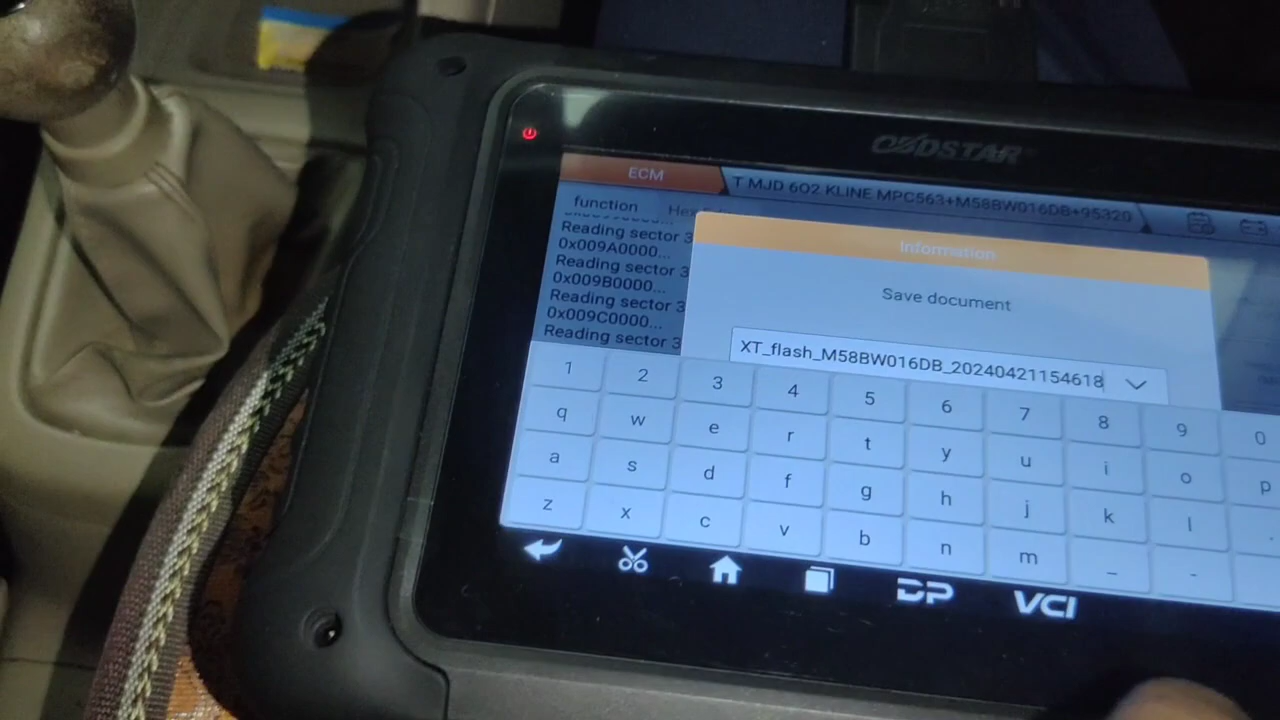 OBDSTAR
ECM
T MJD 6O2 KLINE MPC563+M58BW016DB+95320
function
Information
Reading sector 3
0x009A0000...
Reading sector 3
0x009B0000...
Reading sector 3
0x009C0000...
Reading sector 3
Save document
XT_flash_M58BW016DB_20240421154618
1 2 3 4 5 6 7 8 9 0
q w e r t y u i o p
a s d f g h j k l .
z x c v b n m _ -
DP VCI